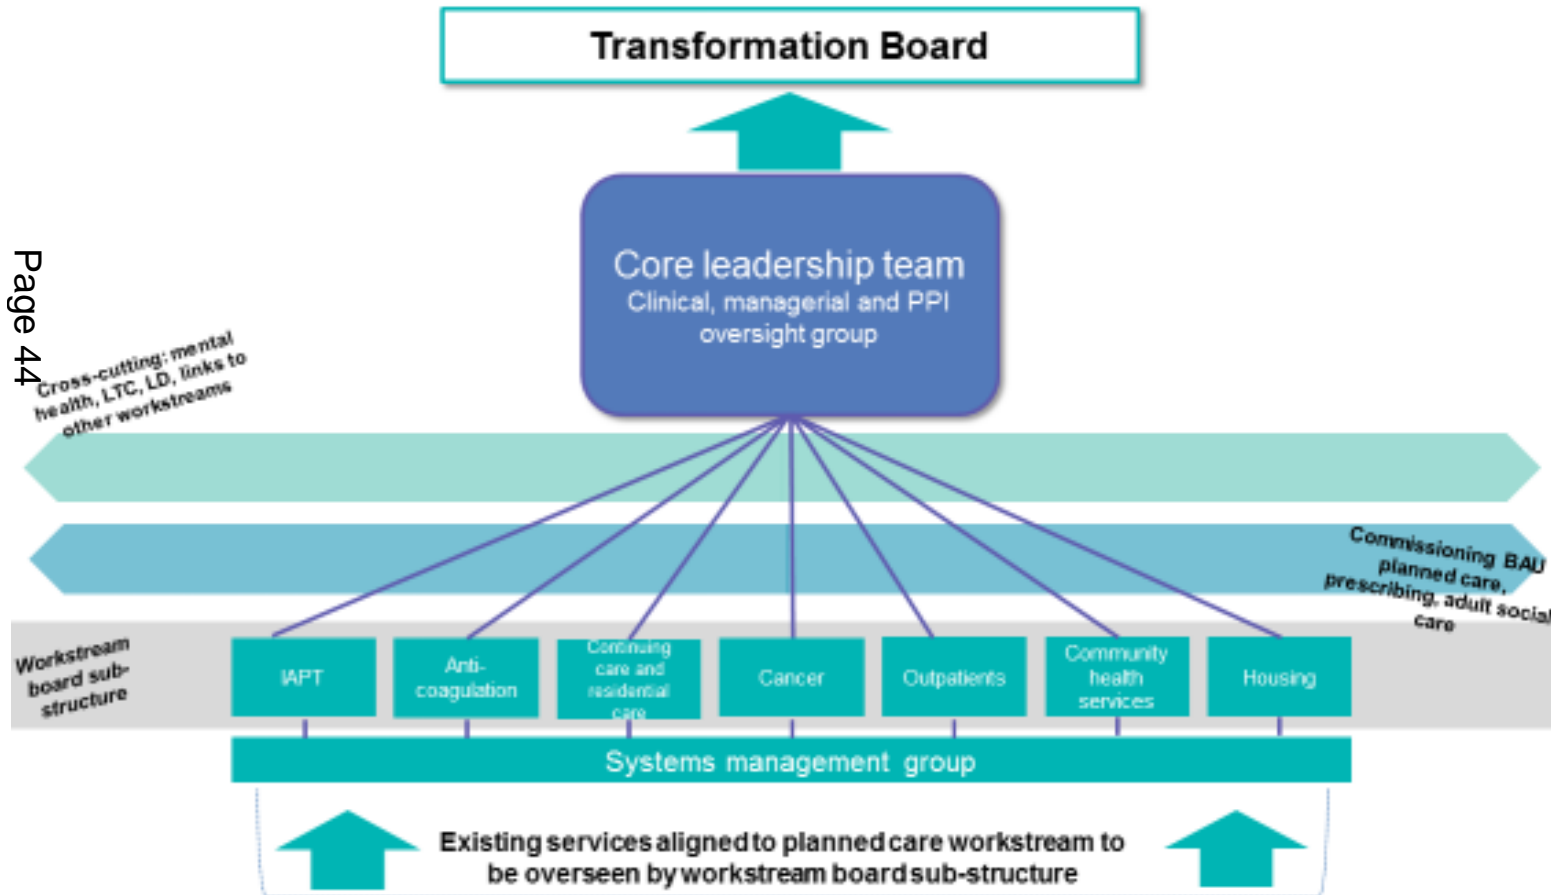 Transformation Board
Core leadership team
Clinical, managerial and PPI
oversight group
Page 44
Cross-cutting: mental
health, LTC, LD, links to
other workstreams
Commissioning BAU
planned care,
prescribing, adult social
care
Workstream
board sub-
structure
IAPT
Anti-
coagulation
Continuing
care and
residential
care
Cancer
Outpatients
Community
health
services
Housing
Systems management group
Existing services aligned to planned care workstream to
be overseen by workstream board sub-structure